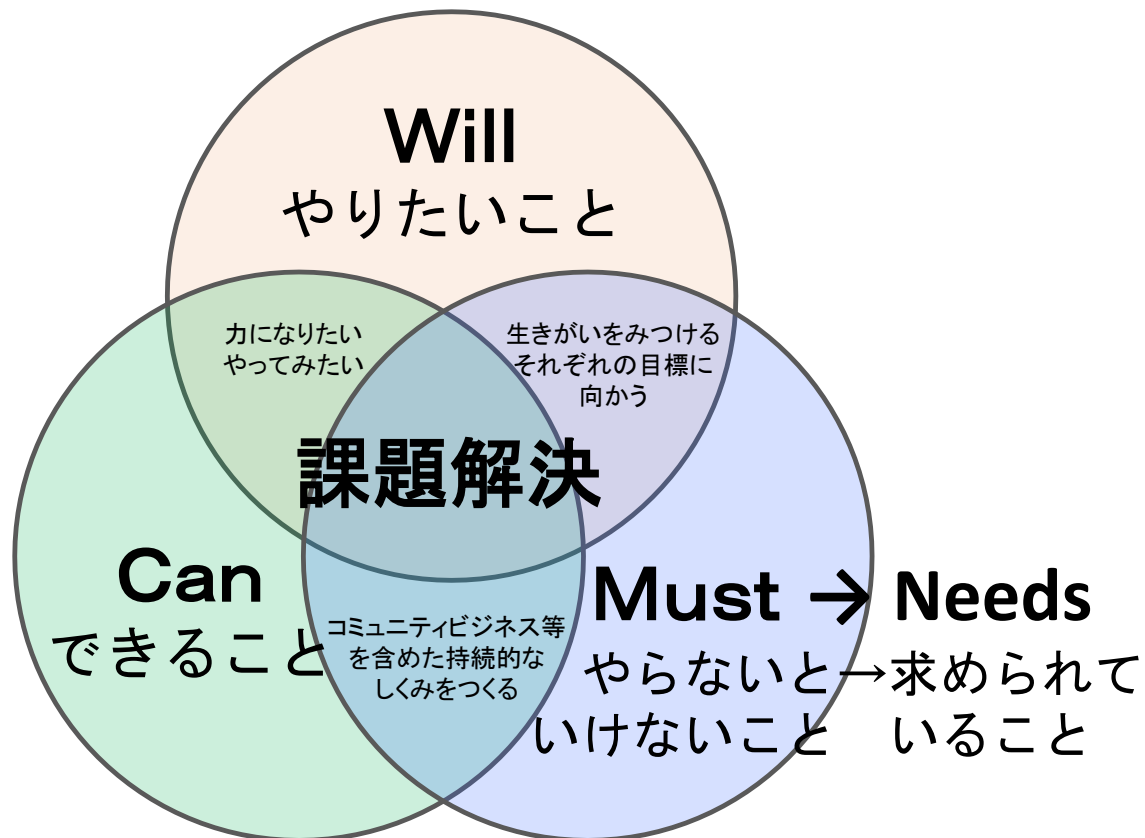 Will
やりたいこと
力になりたい
やってみたい
生きがいをみつける
それぞれの目標に
向かう
課題解決
Can
できること
コミュニティビジネス等
を含めた持続的な
しくみをつくる
Must → Needs
やらないと→求められて
いけないこと いること